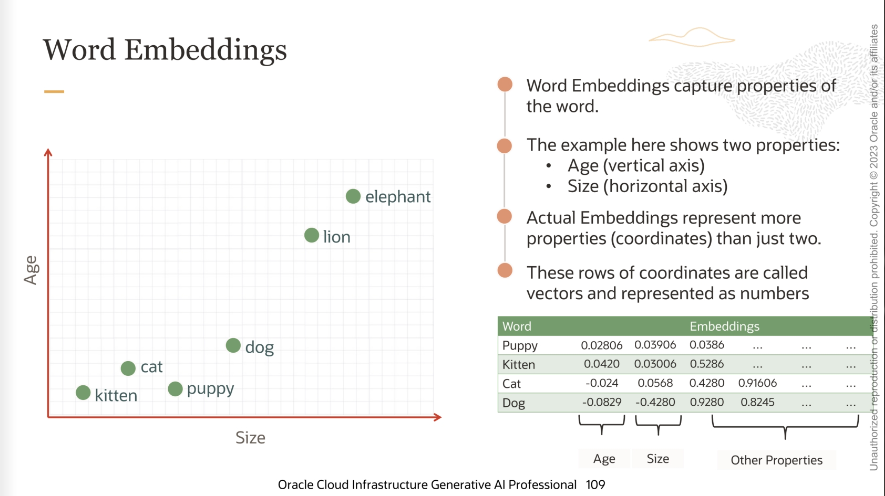 Word Embeddings
Age
elephant
lion
dog
cat
kitten
puppy
Size
Word Embeddings capture properties of
the word.
The example here shows two properties:
• Age (vertical axis)
• Size (horizontal axis)
Actual Embeddings represent more
properties (coordinates) than just two.
These rows of coordinates are called
vectors and represented as numbers
Word Embeddings
Puppy 0.02806 0.03906 0.0386 ... ... ...
Kitten 0.0420 0.03006 0.5286 ... ... ...
Cat -0.024 0.0568 0.4280 0.91606 ... ...
Dog -0.0829 -0.4280 0.9280 0.8245 ... ...
Age Size Other Properties
Oracle Cloud Infrastructure Generative AI Professional 109
Unauthorized reproduction or distribution prohibited. Copyright © 2023 Oracle and/or its affiliates